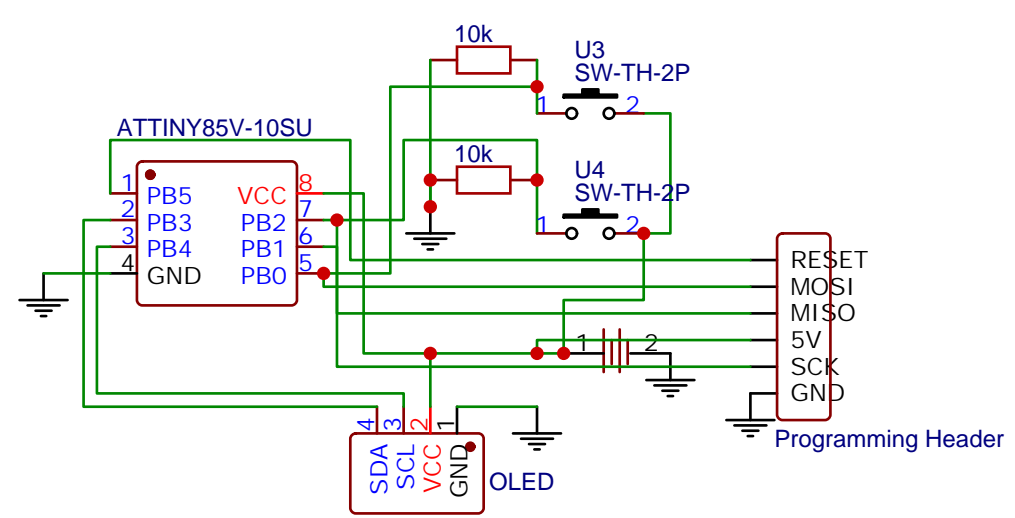 10k
U3
SW-TH-2P
1 2
ATTINY85V-10SU
10k
U4
SW-TH-2P
1 2
1 PB5 VCC 8
2 PB3 PB2 7
3 PB4 PB1 6
4 GND PB0 5
RESET
MOSI
MISO
5V
SCK
GND
1 2
Programming Header
4 3 2 1
SDA SCL VCC GND
OLED